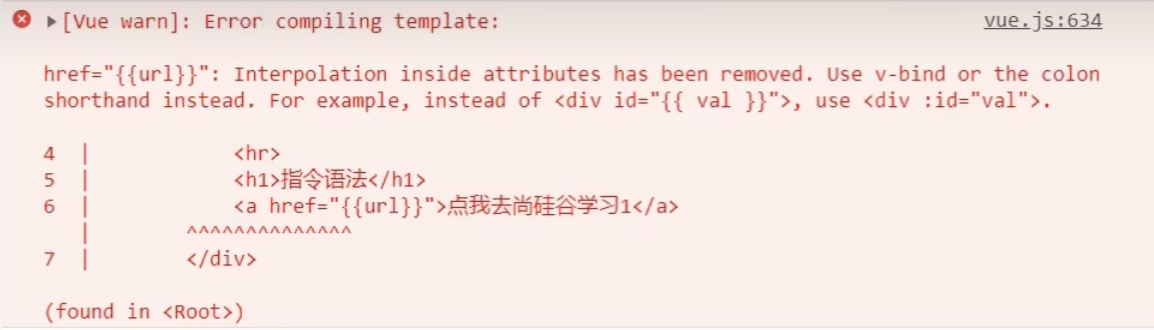 [Vue warn]: Error compiling template: vue.js:634
href="{{url}}": Interpolation inside attributes has been removed. Use v-bind or the colon
shorthand instead. For example, instead of <div id="{{ val }}">, use <div :id="val">.
4 | <hr>
5 | <h1>指令语法</h1>
6 | <a href="{{url}}">点我去尚硅谷学习1</a>
| ^^^^^^^^^^^^^^
7 | </div>
(found in <Root>)